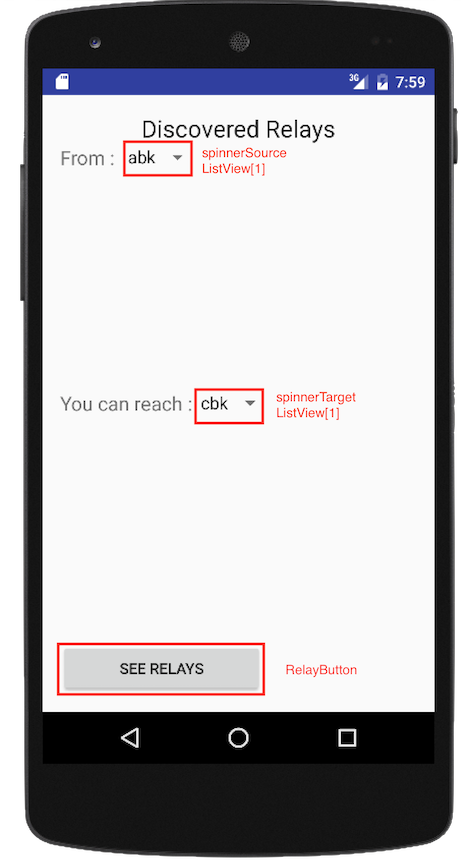 3G 7:59
Discovered Relays
From : abk spinnerSource
ListView[1]
You can reach : cbk spinnerTarget
ListView[1]
SEE RELAYS RelayButton